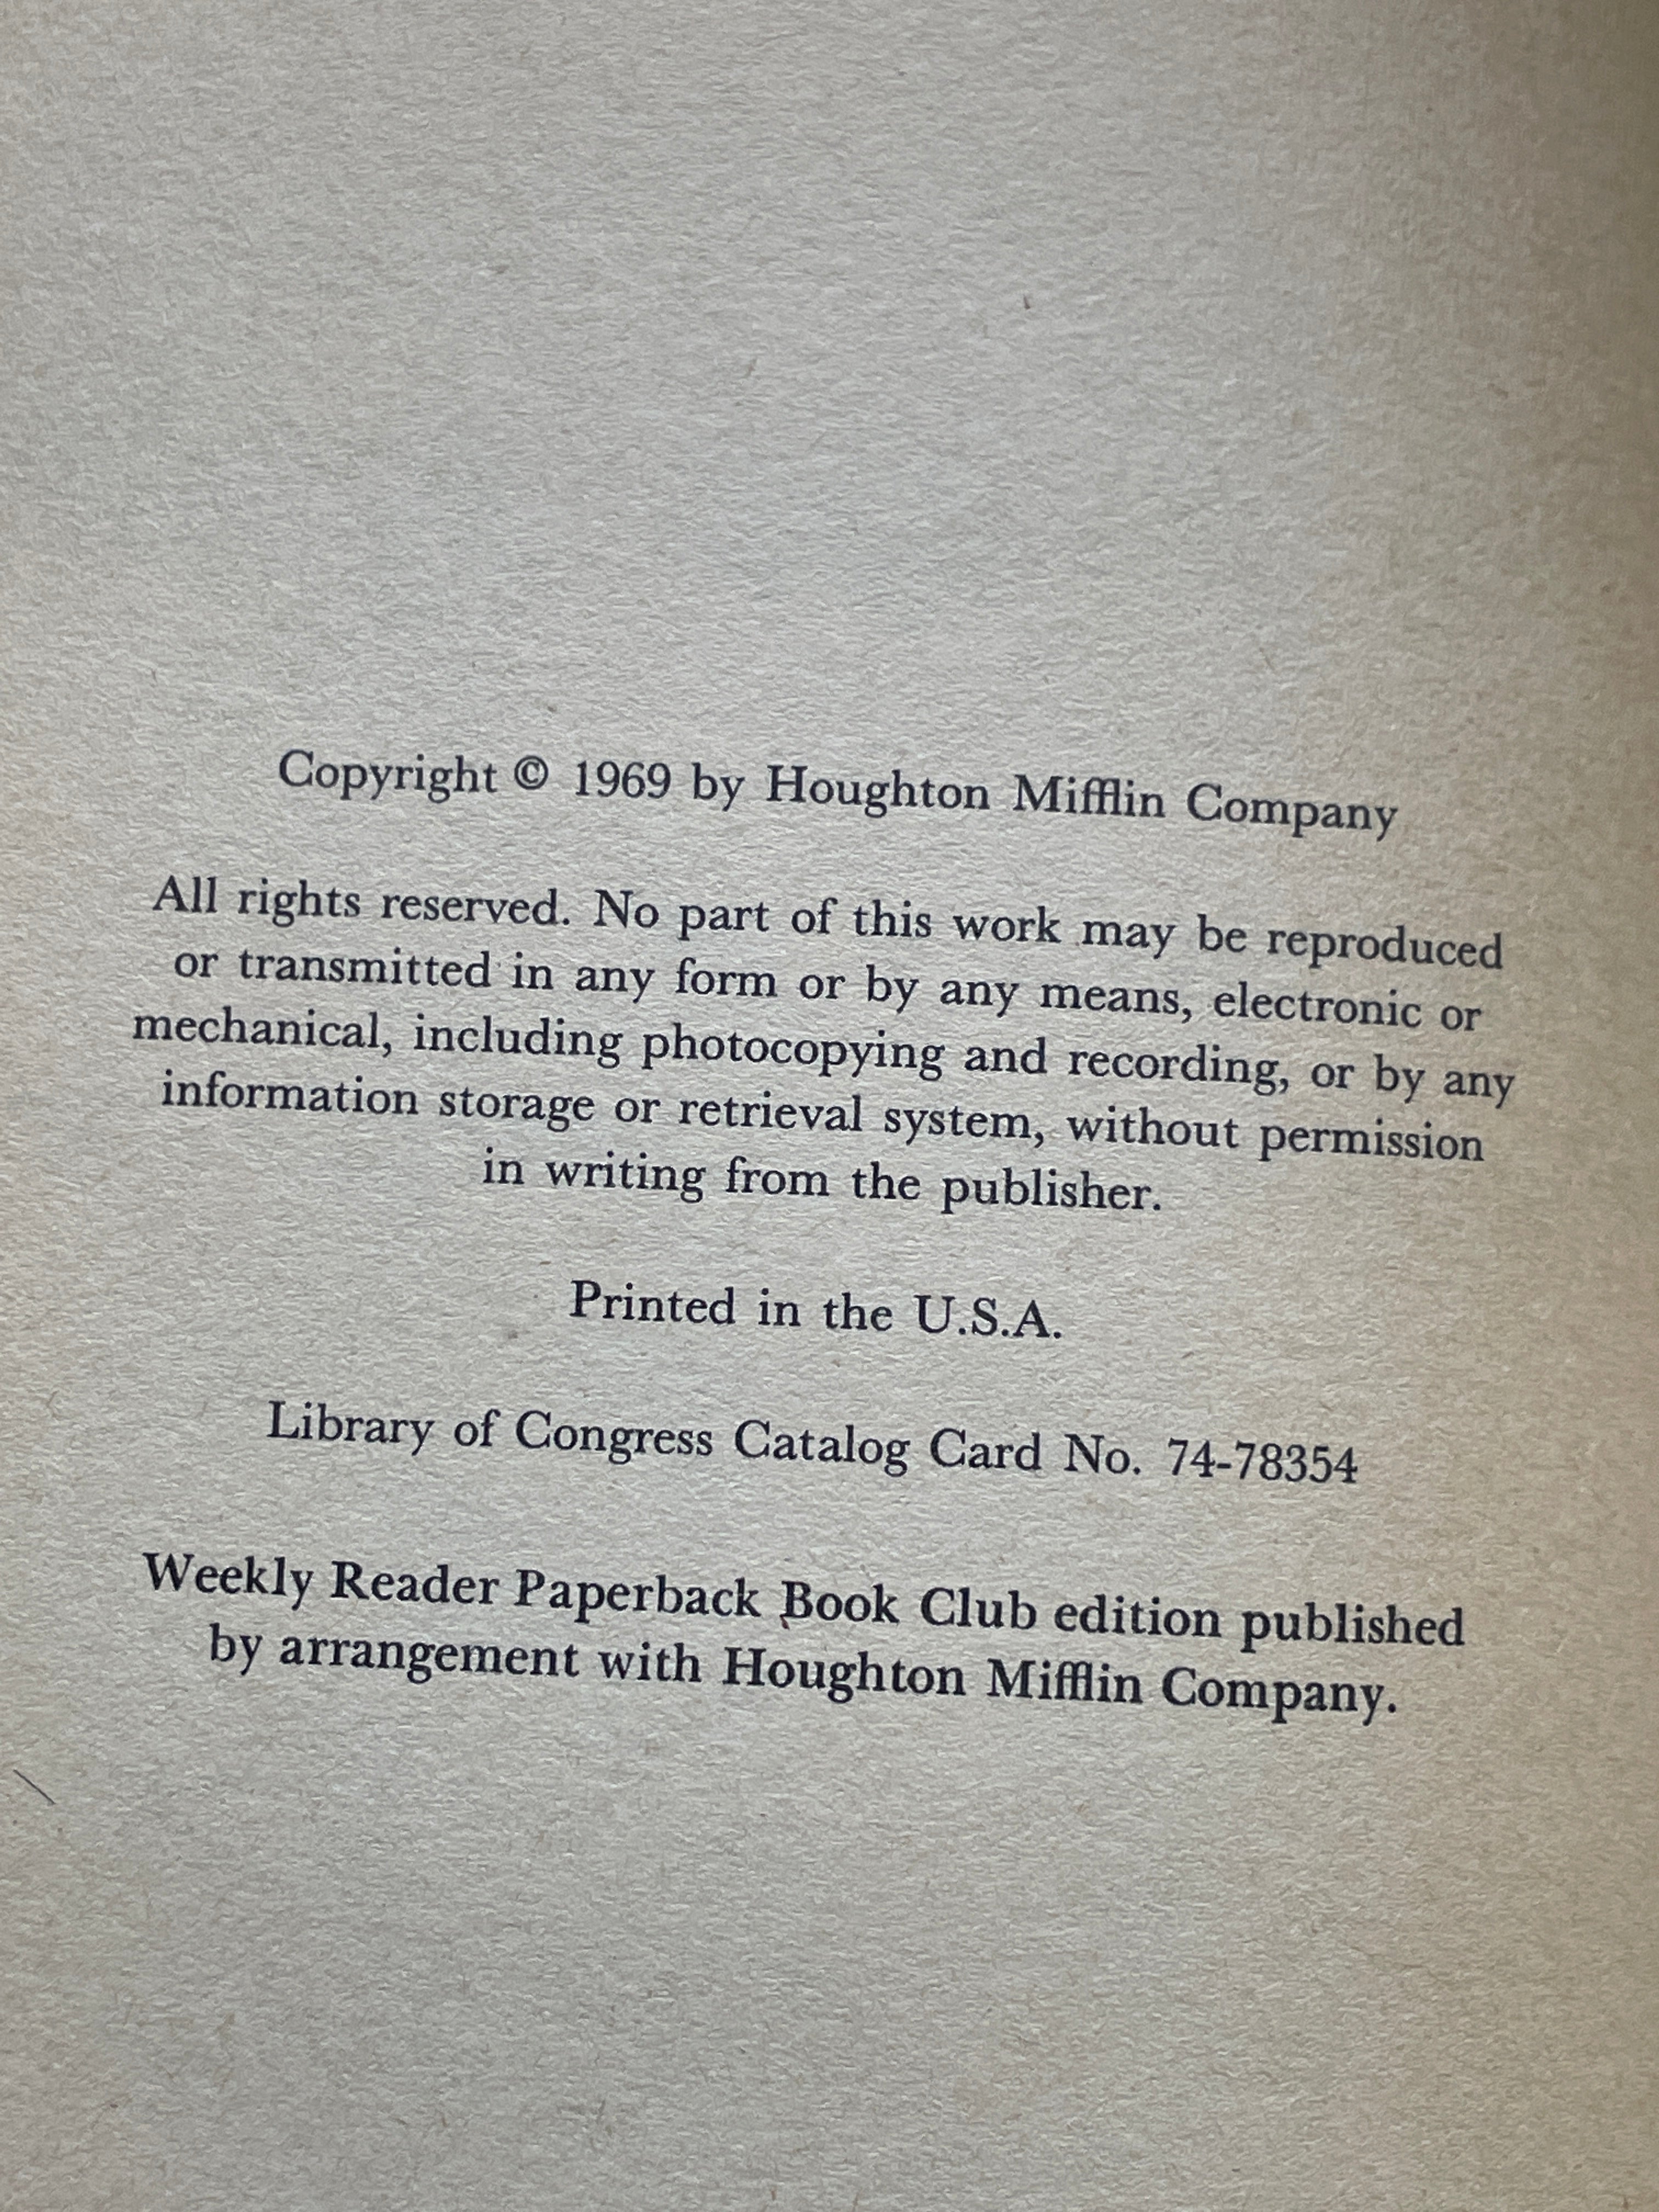 Copyright © 1969 by Houghton Mifflin Company
All rights reserved. No part of this work may be reproduced
or transmitted in any form or by any means, electronic or
mechanical, including photocopying and recording, or by any
information storage or retrieval system, without permission
in writing from the publisher.
Printed in the U.S.A.
Library of Congress Catalog Card No. 74-78354
Weekly Reader Paperback Book Club edition published
by arrangement with Houghton Mifflin Company.